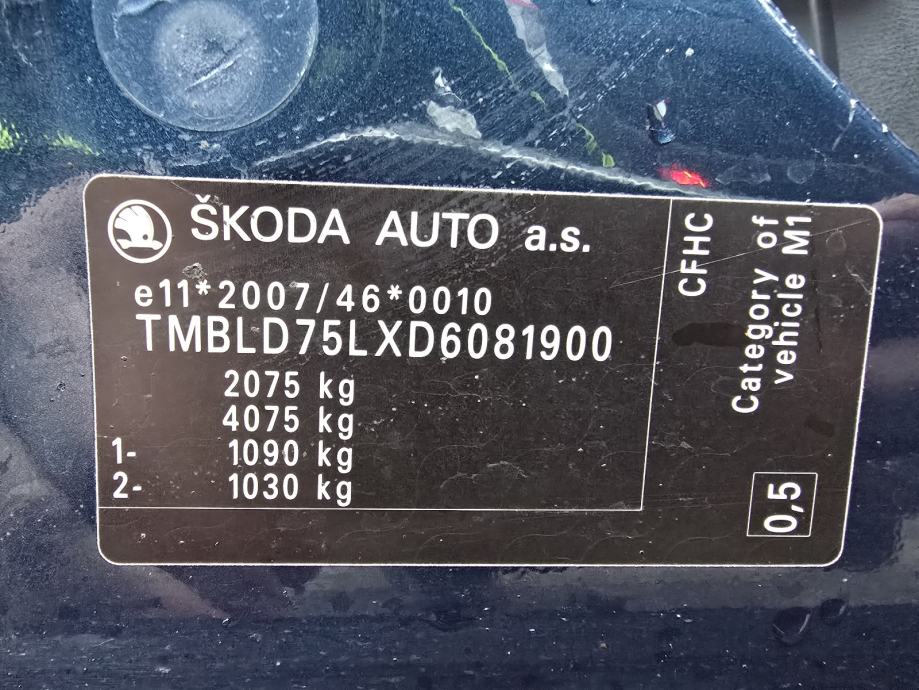 ŠKODA AUTO a.s.
e11*2007/46*0010
TMBLD75LXD6081900
2075 kg
4075 kg
1- 1090 kg
2- 1030 kg
CFHC
Category of
vehicle M1
0,5